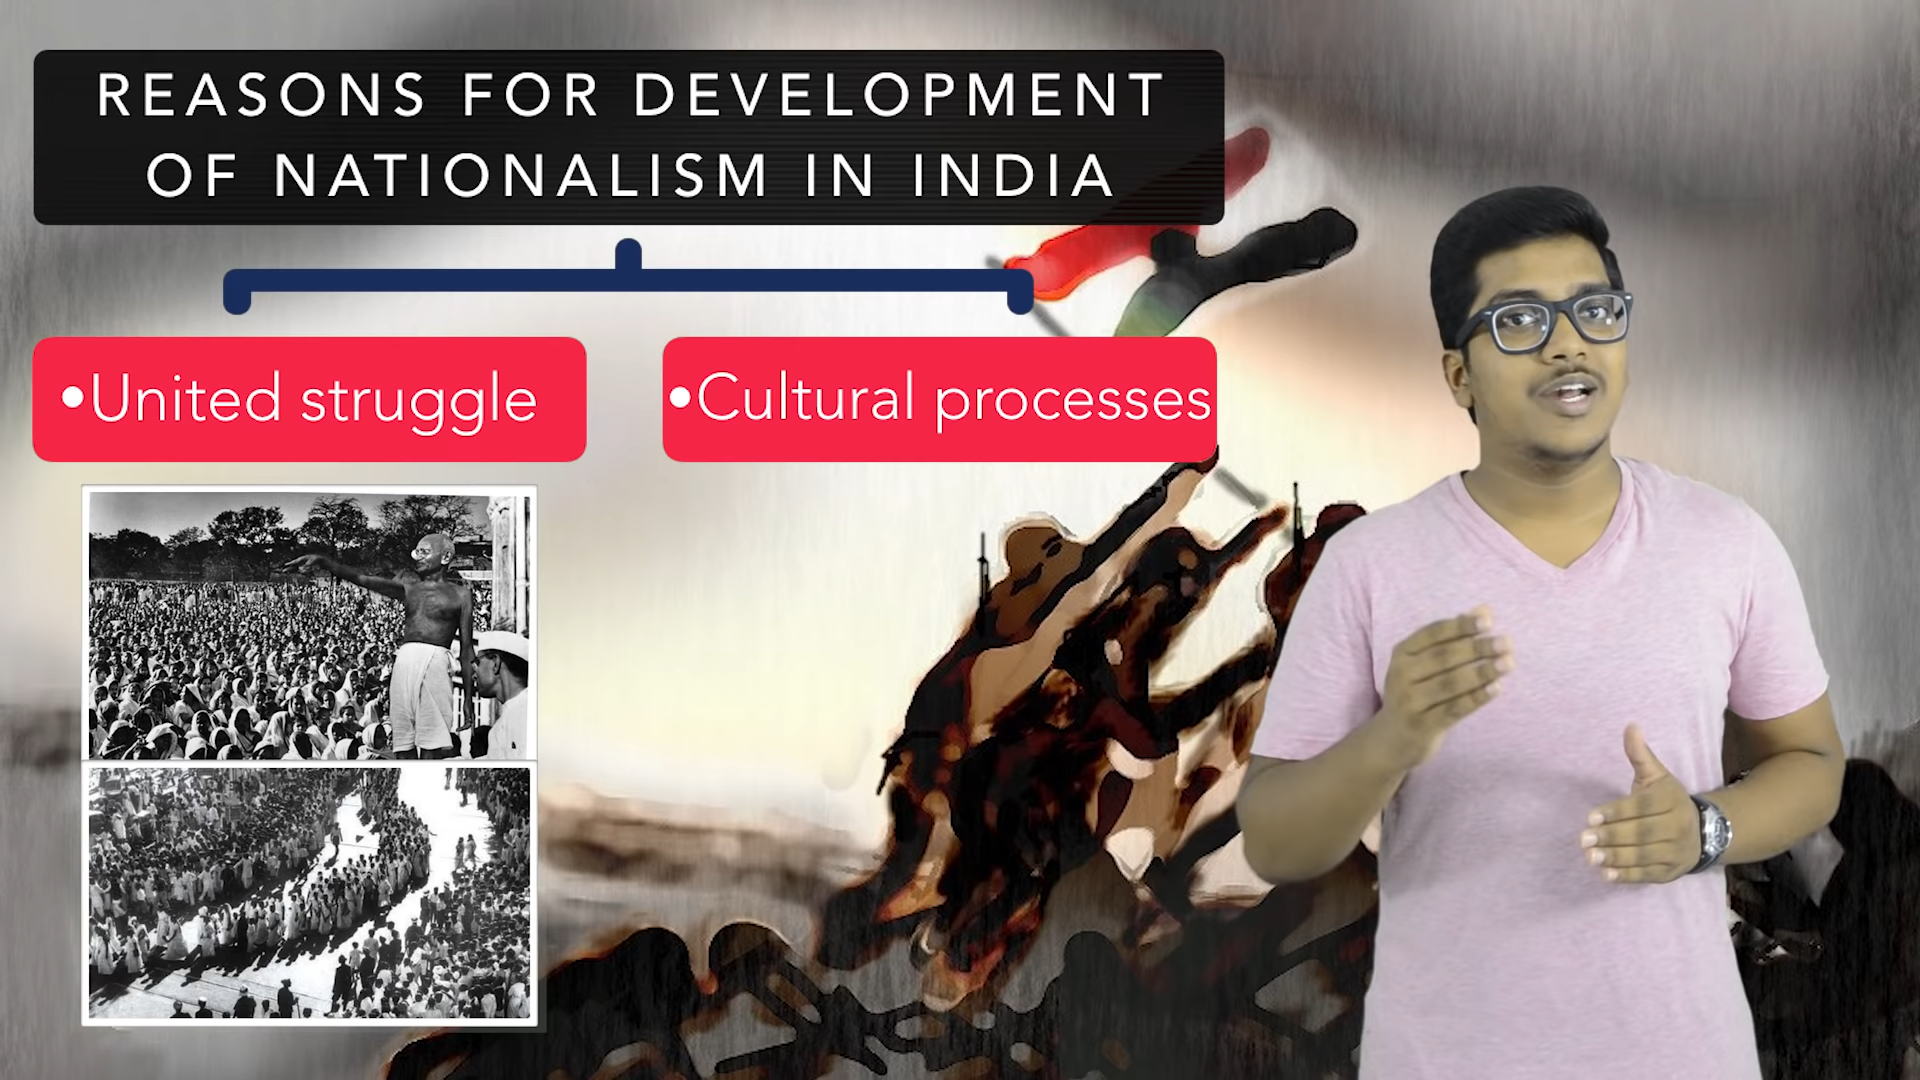 REASONS FOR DEVELOPMENT
OF NATIONALISM IN INDIA
•United struggle
•Cultural processes